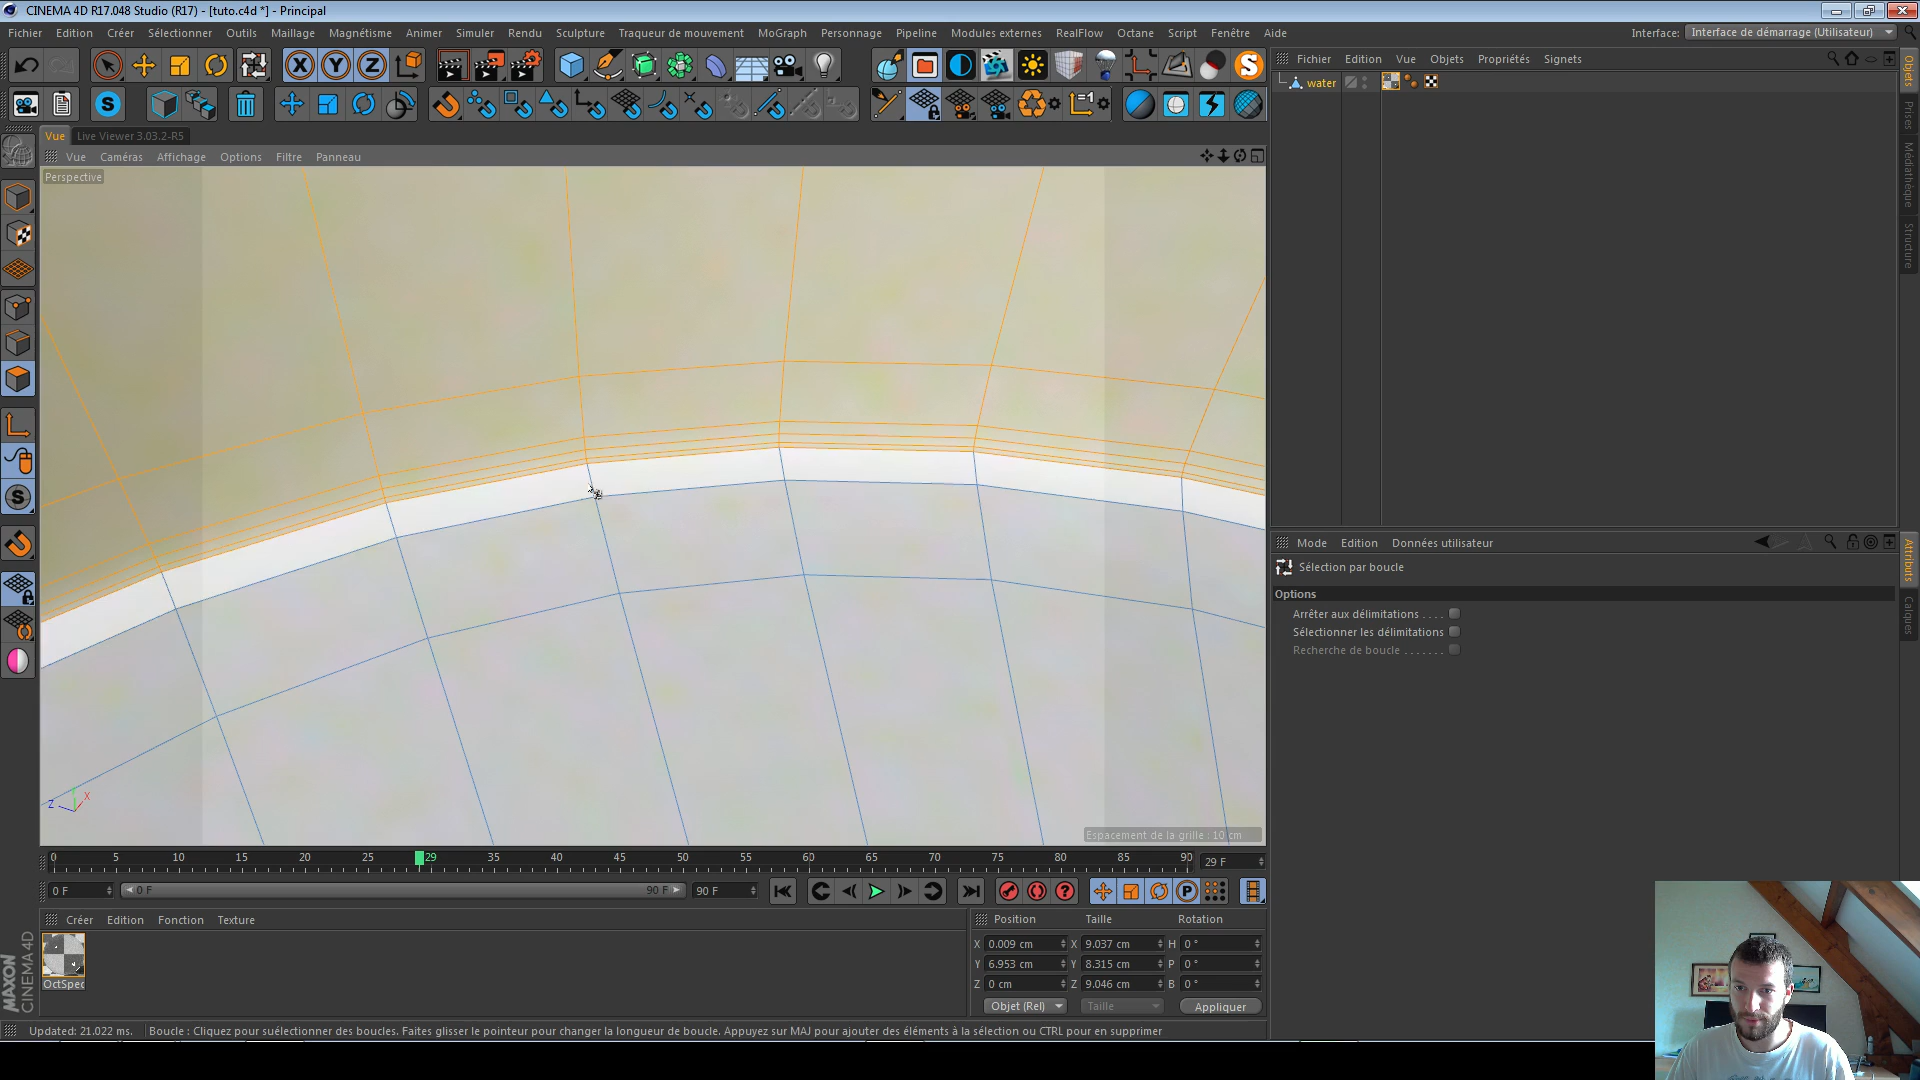 CINEMA 4D R17.048 Studio (R17) - [tuto.c4d *] - Principal
Fichier Edition Créer Sélectionner Outils Maillage Magnétisme Animer Simuler Rendu Sculpture Traqueur de mouvement MoGraph Personnage Pipeline Modules externes RealFlow Octane Script Fenêtre Aide
Interface: Interface de démarrage (Utilisateur)
Fichier Edition Vue Objets Propriétés Signets
water
Vue Live Viewer 3.03.2-R5
Vue Caméras Affichage Options Filtre Panneau
Perspective
Objets
Prises
Médiathèque
Structure
Mode Edition Données utilisateur
Sélection par boucle
Options
Arrêter aux délimitations . . . .
Sélectionner les délimitations
Recherche de boucle . . . . . . .
Attributs
Calques
Z X
Espacement de la grille : 10 cm
0 5 10 15 20 25 29 35 40 45 50 55 60 65 70 75 80 85 90 29 F
0 F 0 F 90 F 90 F
Créer Edition Fonction Texture
OctSpec
MAXON
CINEMA 4D
Position Taille Rotation
X 0.009 cm X 9.037 cm H 0 °
Y 6.953 cm Y 8.315 cm P 0 °
Z 0 cm Z 9.046 cm B 0 °
Objet (Rel) Taille Appliquer
Updated: 21.022 ms. Boucle : Cliquez pour suélectionner des boucles. Faites glisser le pointeur pour changer la longueur de boucle. Appuyez sur MAJ pour ajouter des éléments à la sélection ou CTRL pour en supprimer